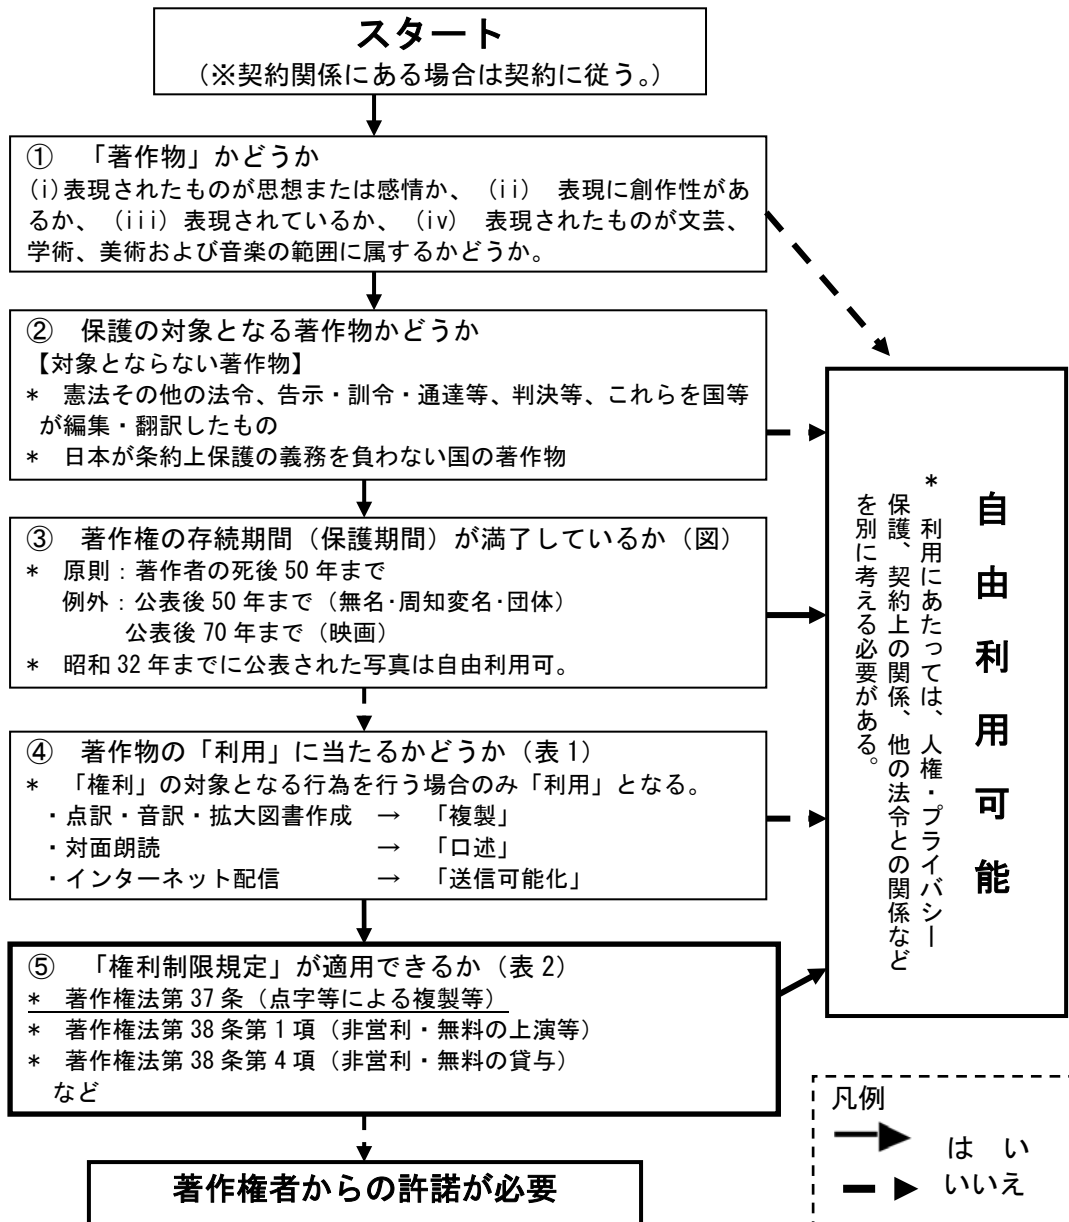 スタート
（※契約関係にある場合は契約に従う。）
①　「著作物」かどうか
(i)表現されたものが思想または感情か、（ii）　表現に創作性があ
るか、（iii）表現されているか、（iv）　表現されたものが文芸、
学術、美術および音楽の範囲に属するかどうか。
②　保護の対象となる著作物かどうか
【対象とならない著作物】
*　憲法その他の法令、告示・訓令・通達等、判決等、これらを国等
が編集・翻訳したもの
*　日本が条約上保護の義務を負わない国の著作物
③　著作権の存続期間（保護期間）が満了しているか（図）
*　原則：著作者の死後 50 年まで
例外：公表後 50 年まで（無名・周知変名・団体）
公表後 70 年まで（映画）
*　昭和 32 年までに公表された写真は自由利用可。
④　著作物の「利用」に当たるかどうか（表 1）
*　「権利」の対象となる行為を行う場合のみ「利用」となる。
・点訳・音訳・拡大図書作成　→　「複製」
・対面朗読　→　「口述」
・インターネット配信　→　「送信可能化」
⑤　「権利制限規定」が適用できるか（表 2）
*　著作権法第 37 条（点字等による複製等）
*　著作権法第 38 条第 1 項（非営利・無料の上演等）
*　著作権法第 38 条第 4 項（非営利・無料の貸与）
など
著作権者からの許諾が必要
自由利用可能
*　利用にあたっては、人権・プライバシー
保護、契約上の関係、他の法令との関係など
を別に考える必要がある。
凡例
は　い
いいえ